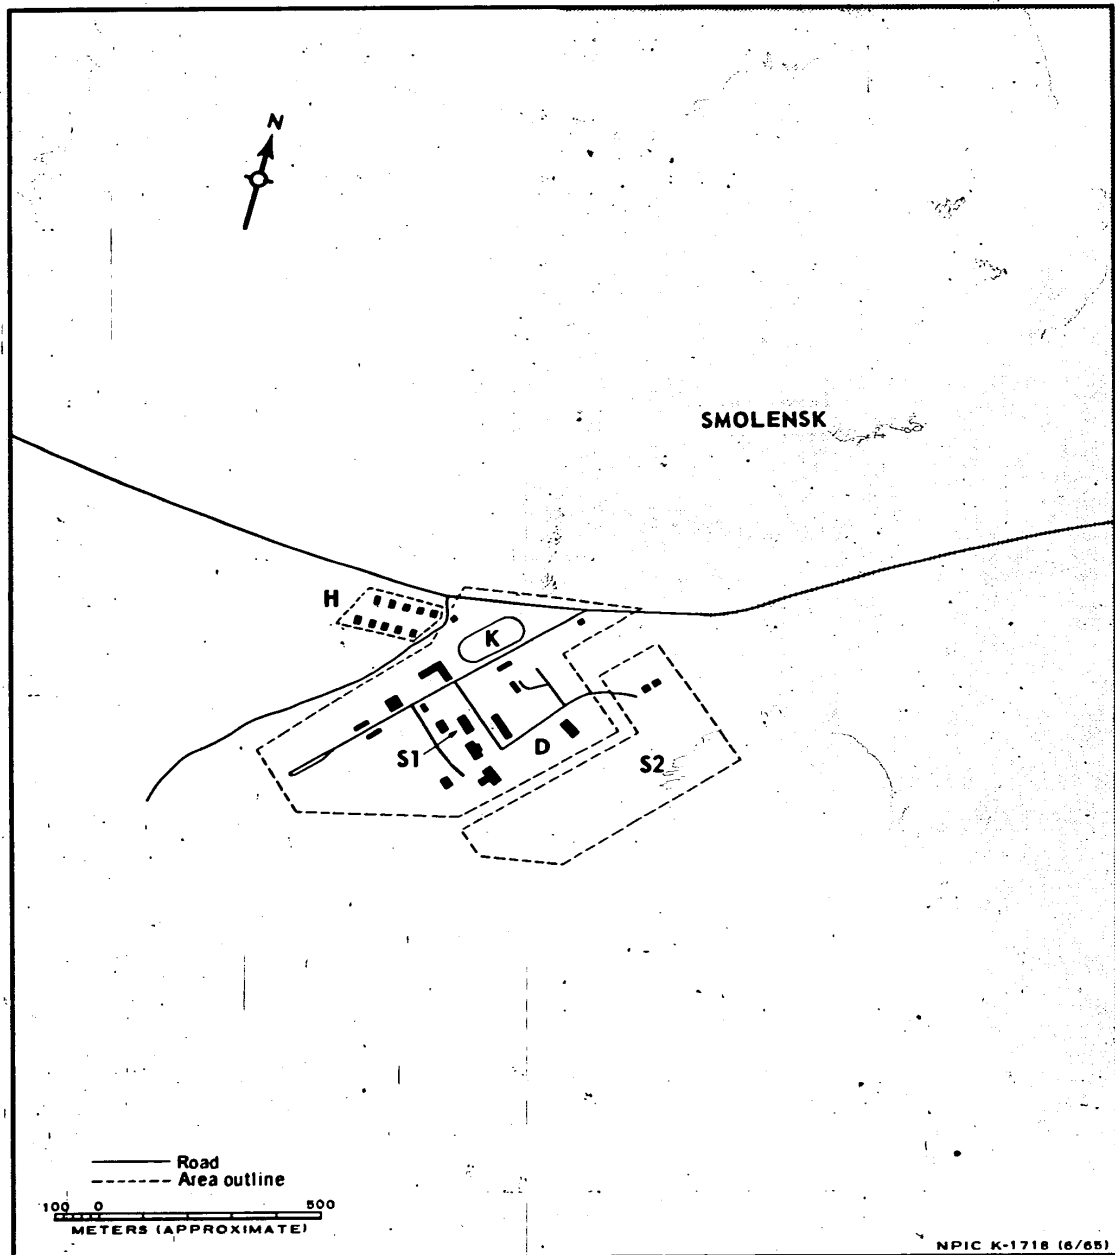 N
SMOLENSK
H
K
S1
D
S2
Road
Area outline
100 0 500
METERS (APPROXIMATE)
NPIC K-1718 (6/65)